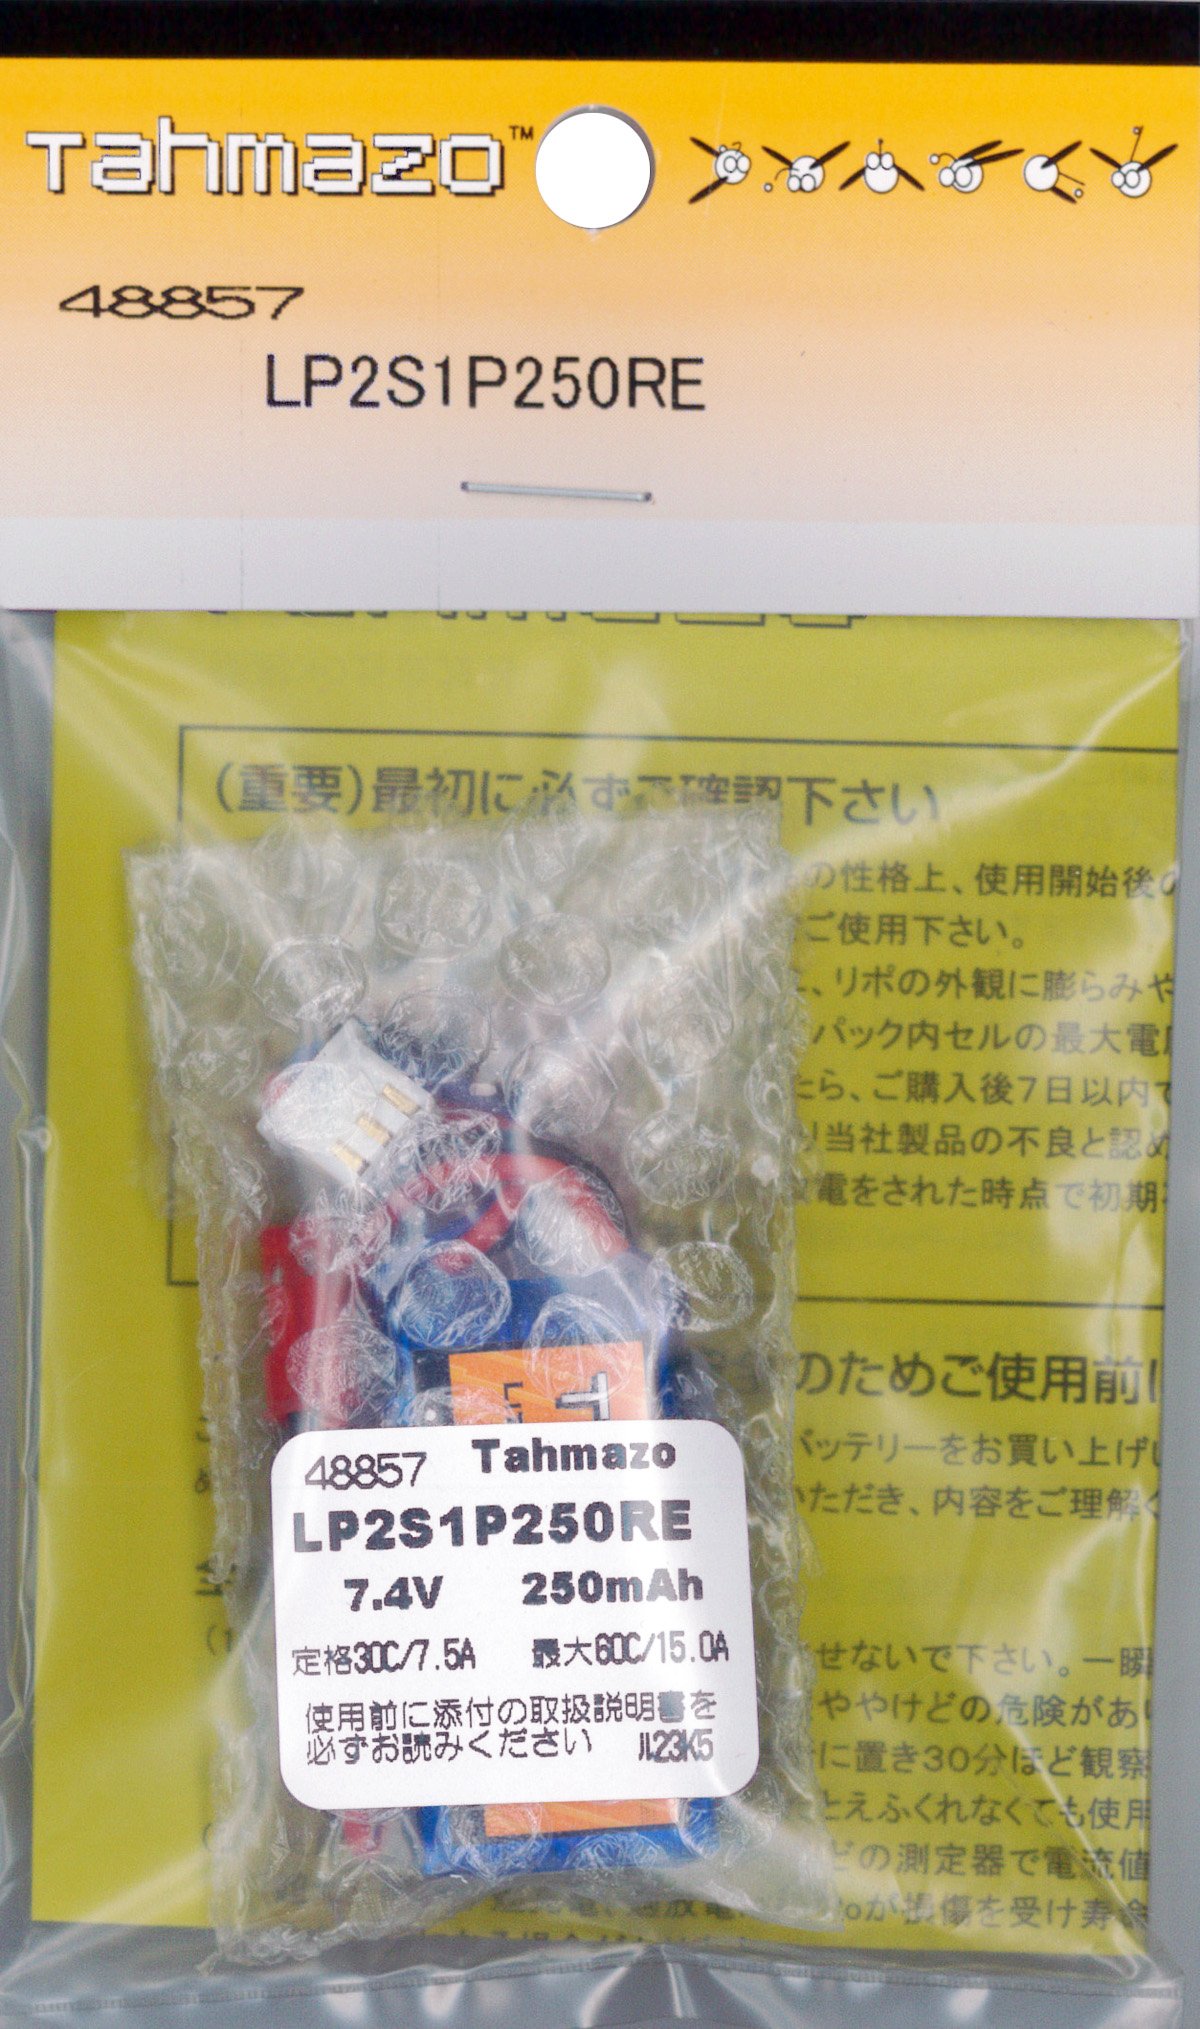 Tahmazo™
48857
LP2S1P250RE
(重要)最初に必ずご確認下さい
の性格上、使用開始後の
ご使用下さい。
、リポの外観に膨らみや
パック内セルの最大電
たら、ご購入後7日以内で
当社製品の不良と認め
電をされた時点で初期
のためご使用前に
バッテリーをお買い上げい
いただき、内容をご理解く
48857 Tahmazo
LP2S1P250RE
7.4V 250mAh
定格30C/7.5A 最大60C/15.0A
使用前に添付の取扱説明書を
必ずお読みください ﾙ23K5
(1
せないで下さい。一瞬
ややけどの危険があり
に置き30分ほど観察
とえふくれなくても使用
どの測定器で電流値
%が損傷を受け寿命